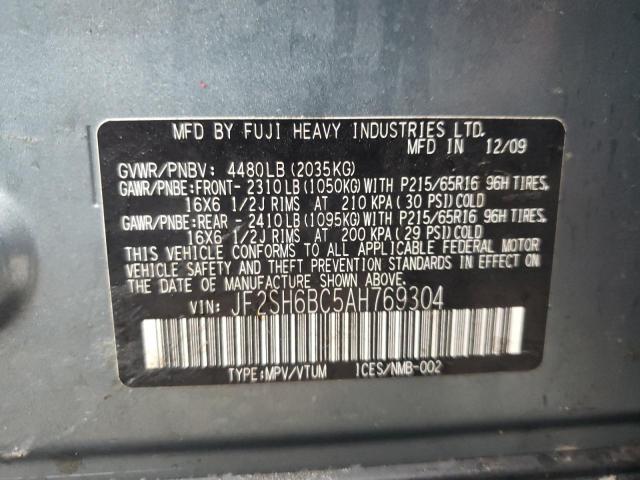 MFD BY FUJI HEAVY INDUSTRIES LTD.
MFD IN 12/09
GVWR/PNBV: 4480LB (2035KG)
GAWR/PNBE:FRONT- 2310LB(1050KG)WITH P215/65R16 96H TIRES,
16X6 1/2J RIMS AT 210 KPA (30 PSI)COLD
GAWR/PNBE:REAR - 2410LB(1095KG)WITH P215/65R16 96H TIRES,
16X6 1/2J RIMS AT 200 KPA (29 PSI)COLD
THIS VEHICLE CONFORMS TO ALL APPLICABLE FEDERAL MOTOR
VEHICLE SAFETY AND THEFT PREVENTION STANDARDS IN EFFECT ON
THE DATE OF MANUFACTURE SHOWN ABOVE.
VIN: JF2SH6BC5AH769304
TYPE:MPV/VTUM ICES/NMB-002